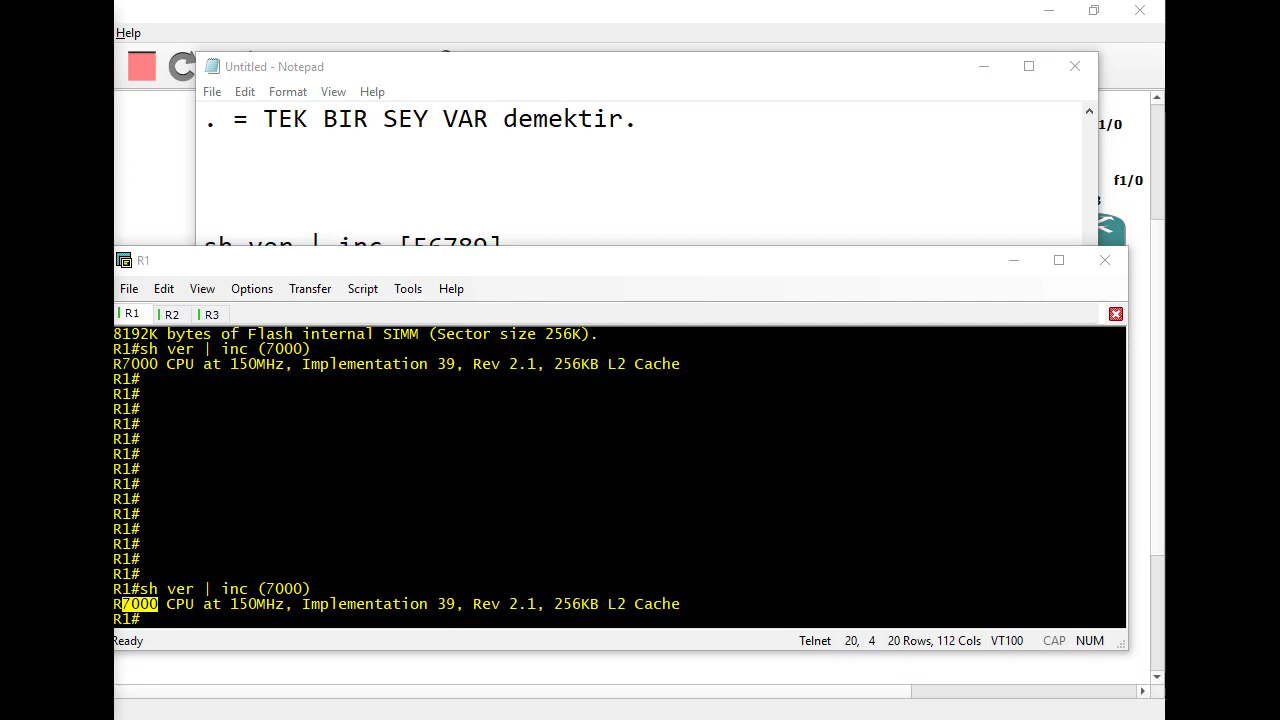 Help
Untitled - Notepad
File Edit Format View Help
. = TEK BIR SEY VAR demektir.
1/0
f1/0
3
sh ver | inc [56789]
R1
File Edit View Options Transfer Script Tools Help
R1 R2 R3
8192K bytes of Flash internal SIMM (Sector size 256K).
R1#sh ver | inc (7000)
R7000 CPU at 150MHz, Implementation 39, Rev 2.1, 256KB L2 Cache
R1#
R1#
R1#
R1#
R1#
R1#
R1#
R1#
R1#
R1#
R1#
R1#
R1#
R1#
R1#sh ver | inc (7000)
R7000 CPU at 150MHz, Implementation 39, Rev 2.1, 256KB L2 Cache
R1#
Ready Telnet 20, 4 20 Rows, 112 Cols VT100 CAP NUM